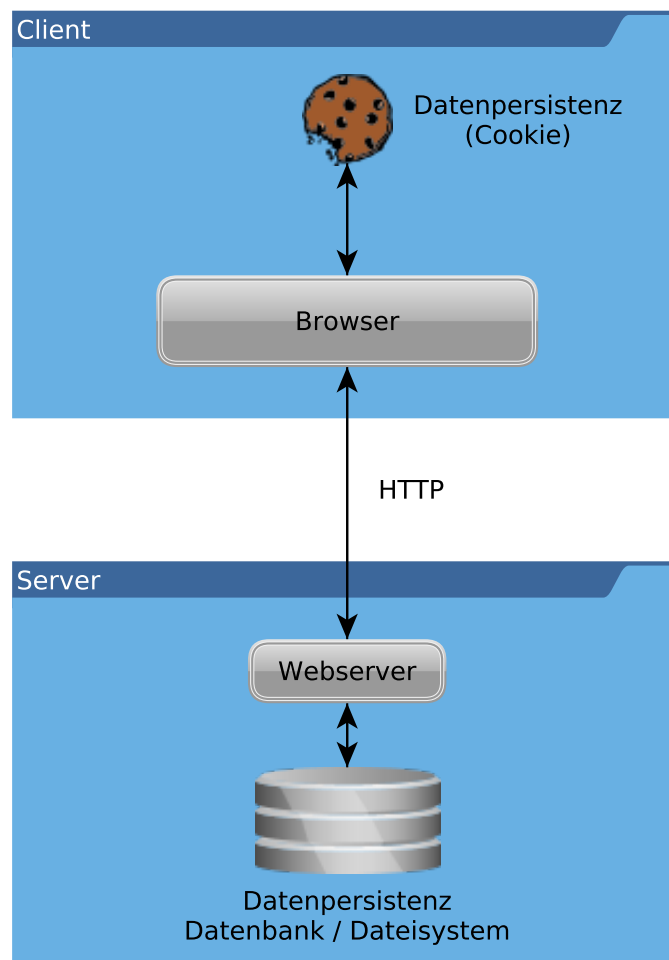 Client
Datenpersistenz
(Cookie)
Browser
HTTP
Server
Webserver
Datenpersistenz
Datenbank / Dateisystem